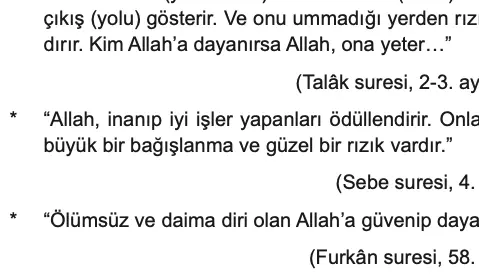 çıkış (yolu) gösterir. Ve onu ummadığı yerden rızı
dırır. Kim Allah’a dayanırsa Allah, ona yeter…”
(Talâk suresi, 2-3. ay
* “Allah, inanıp iyi işler yapanları ödüllendirir. Onla
büyük bir bağışlanma ve güzel bir rızık vardır.”
(Sebe suresi, 4.
* “Ölümsüz ve daima diri olan Allah’a güvenip daya
(Furkân suresi, 58.